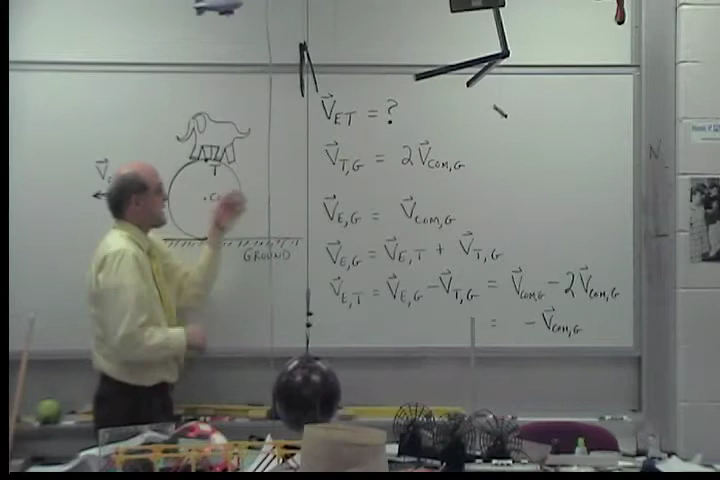 V⃗ET = ?
V⃗T,G = 2V⃗COM,G
V⃗E,G = V⃗COM,G
V⃗E,G = V⃗E,T + V⃗T,G
V⃗E,T = V⃗E,G - V⃗T,G = V⃗COM,G - 2V⃗COM,G
= - V⃗COM,G
T
GROUND
N